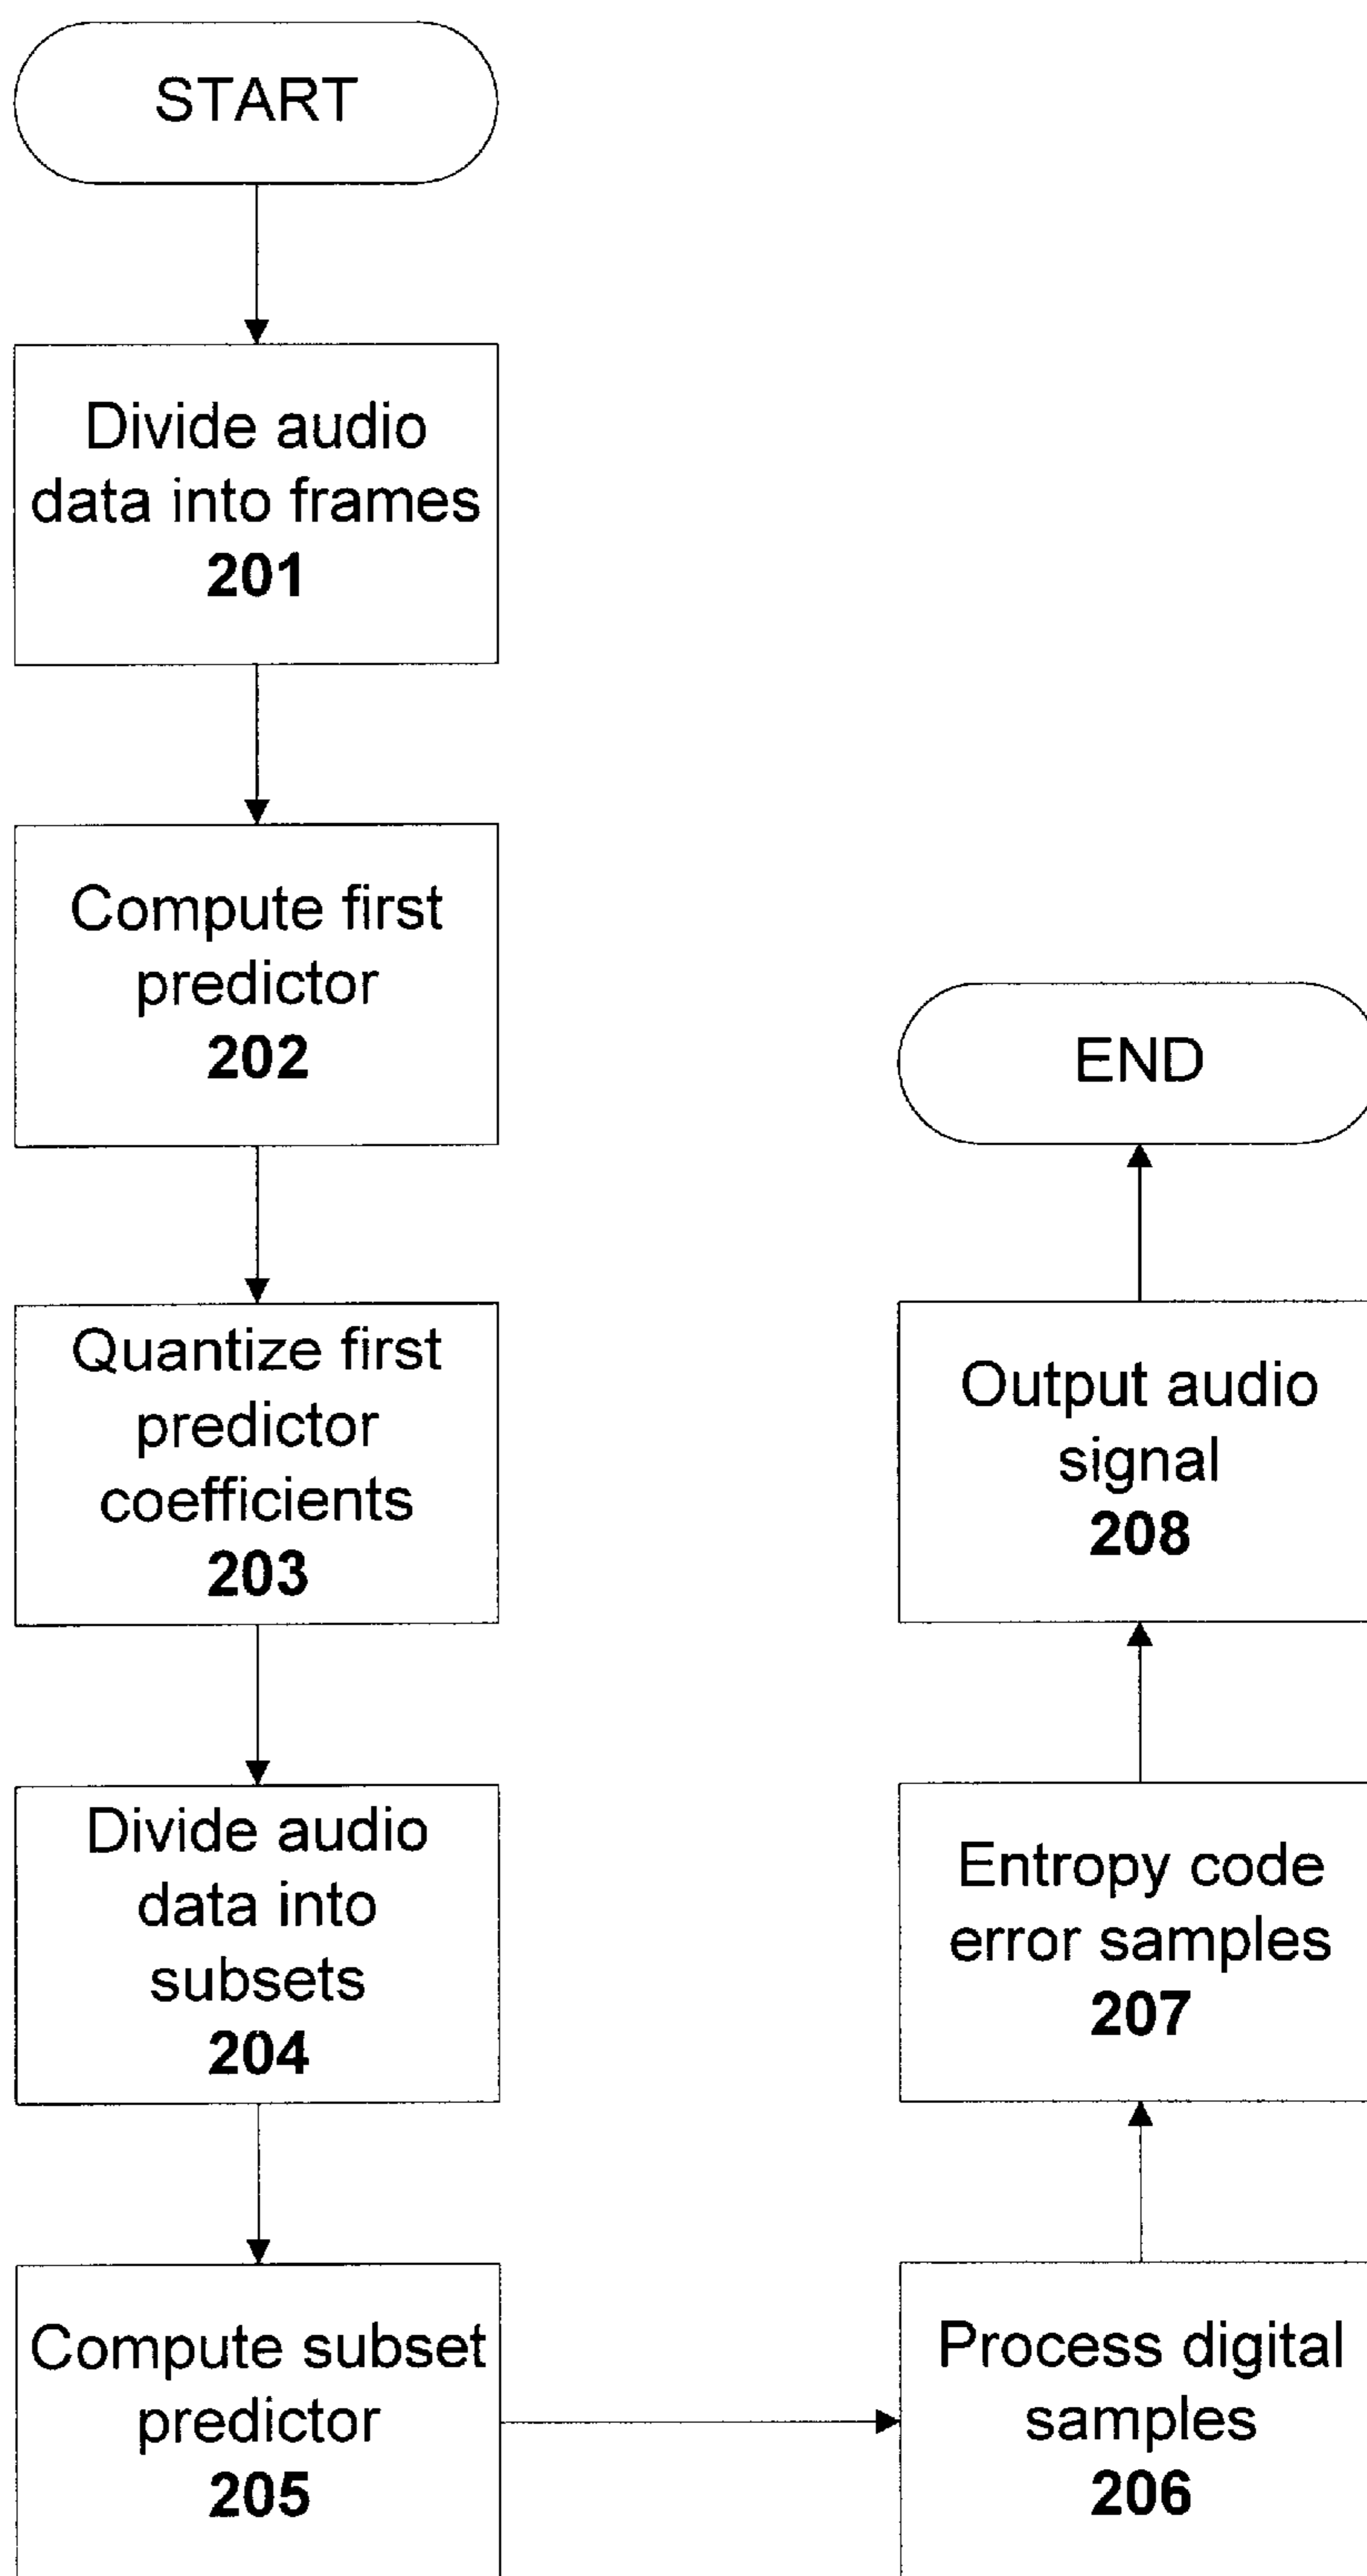 START
Divide audio
data into frames
201
Compute first
predictor
202
Quantize first
predictor
coefficients
203
Divide audio
data into
subsets
204
Compute subset
predictor
205
Process digital
samples
206
Entropy code
error samples
207
Output audio
signal
208
END